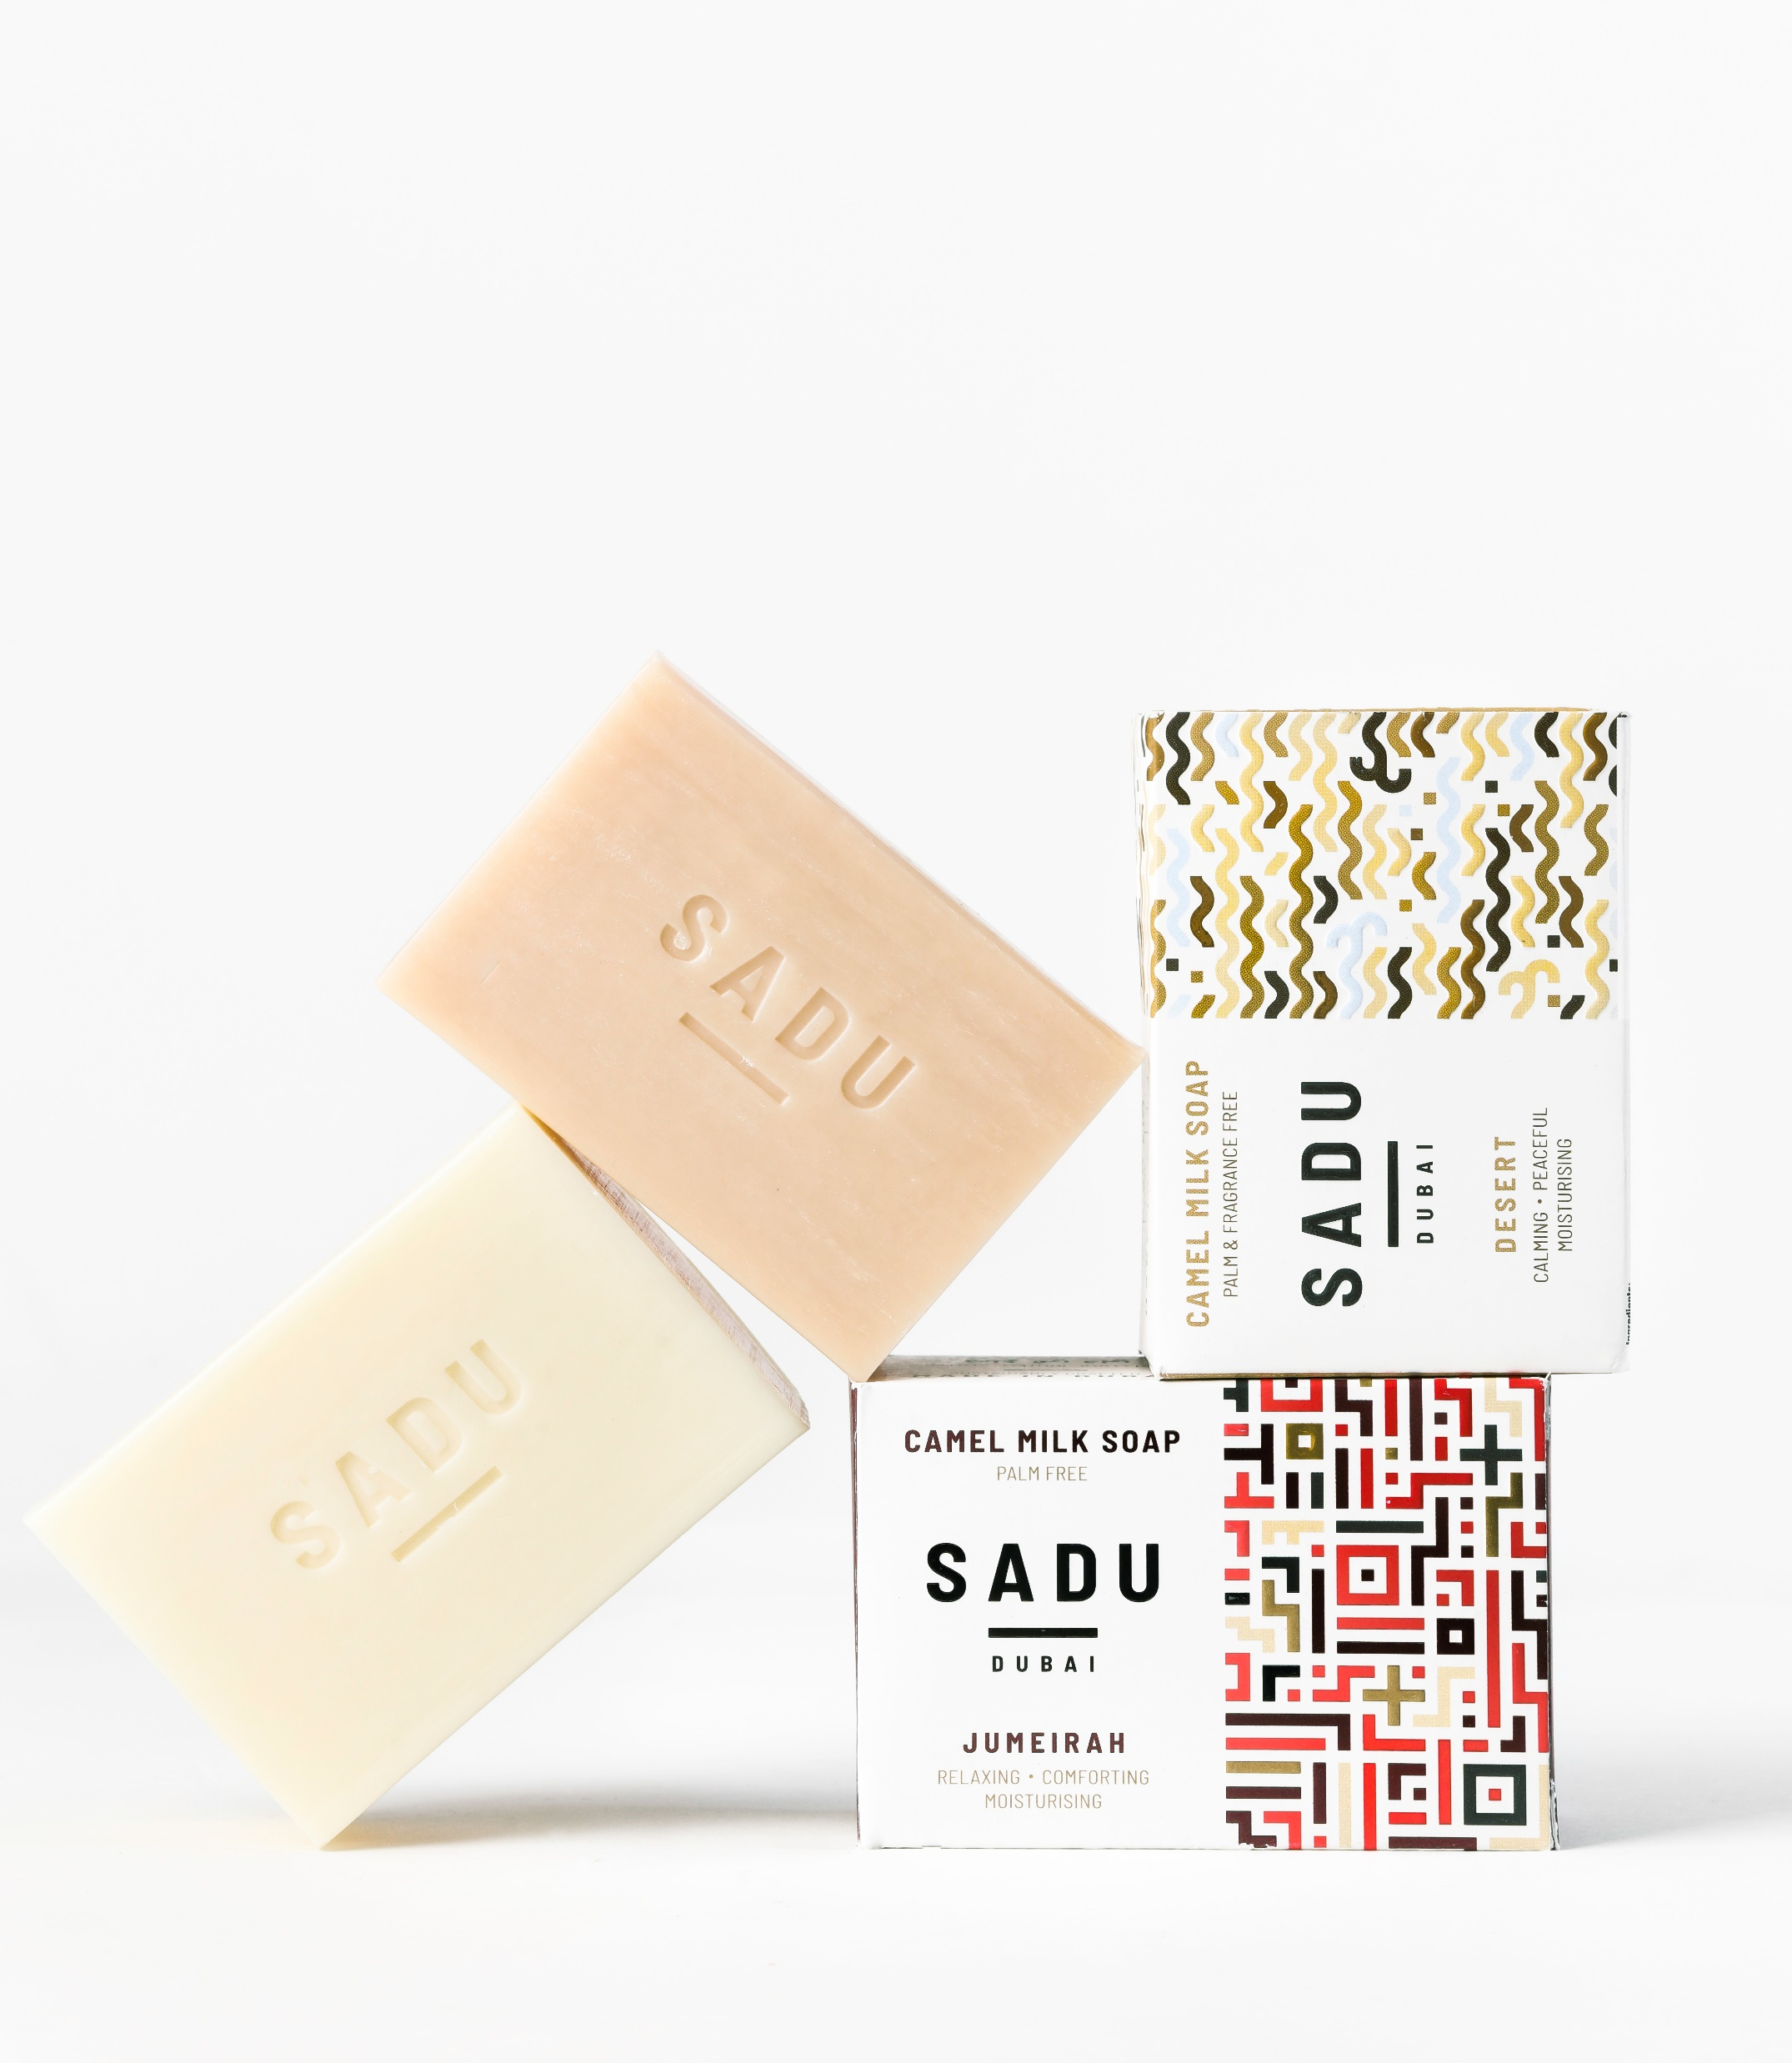 SADU
SADU
CAMEL MILK SOAP
PALM & FRAGRANCE FREE
SADU
DUBAI
DESERT
CALMING • PEACEFUL
MOISTURISING
CAMEL MILK SOAP
PALM FREE
SADU
DUBAI
JUMEIRAH
RELAXING • COMFORTING
MOISTURISING